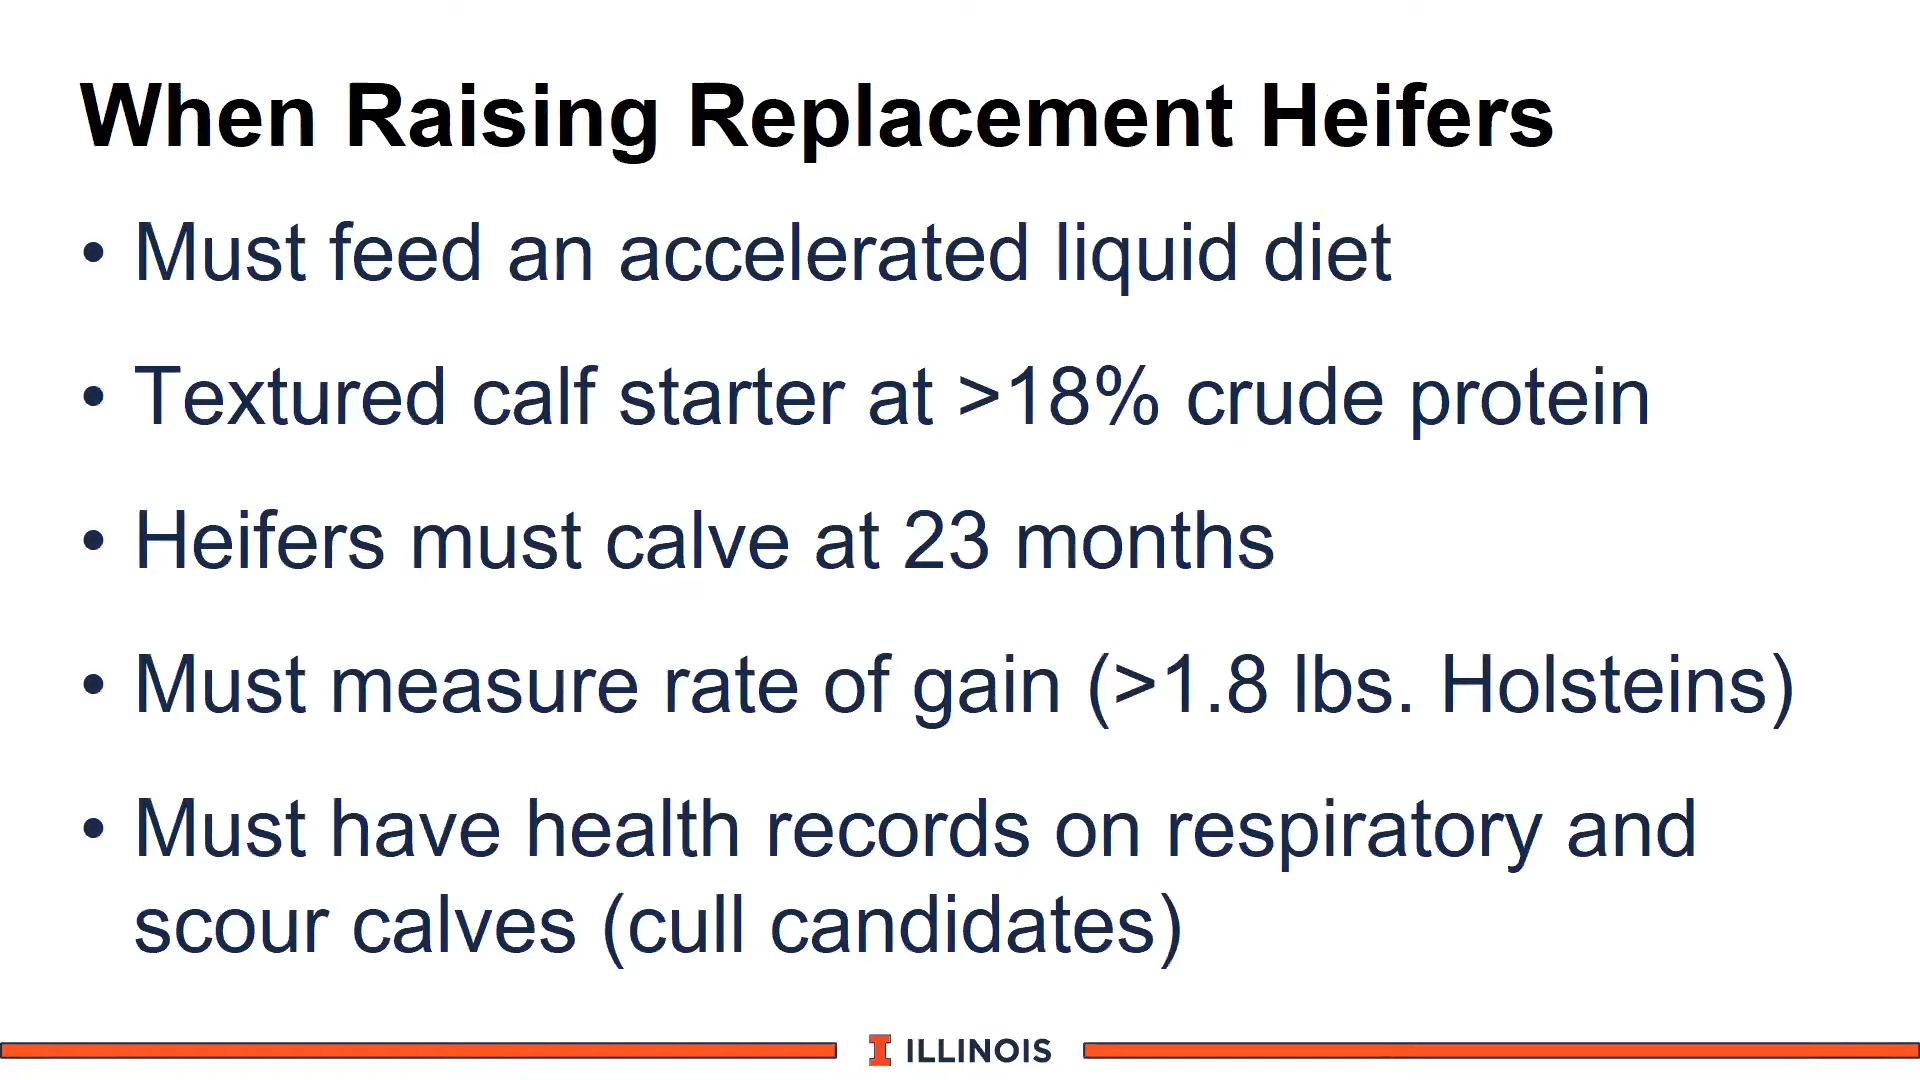 When Raising Replacement Heifers
• Must feed an accelerated liquid diet
• Textured calf starter at >18% crude protein
• Heifers must calve at 23 months
• Must measure rate of gain (>1.8 lbs. Holsteins)
• Must have health records on respiratory and
scour calves (cull candidates)
I ILLINOIS